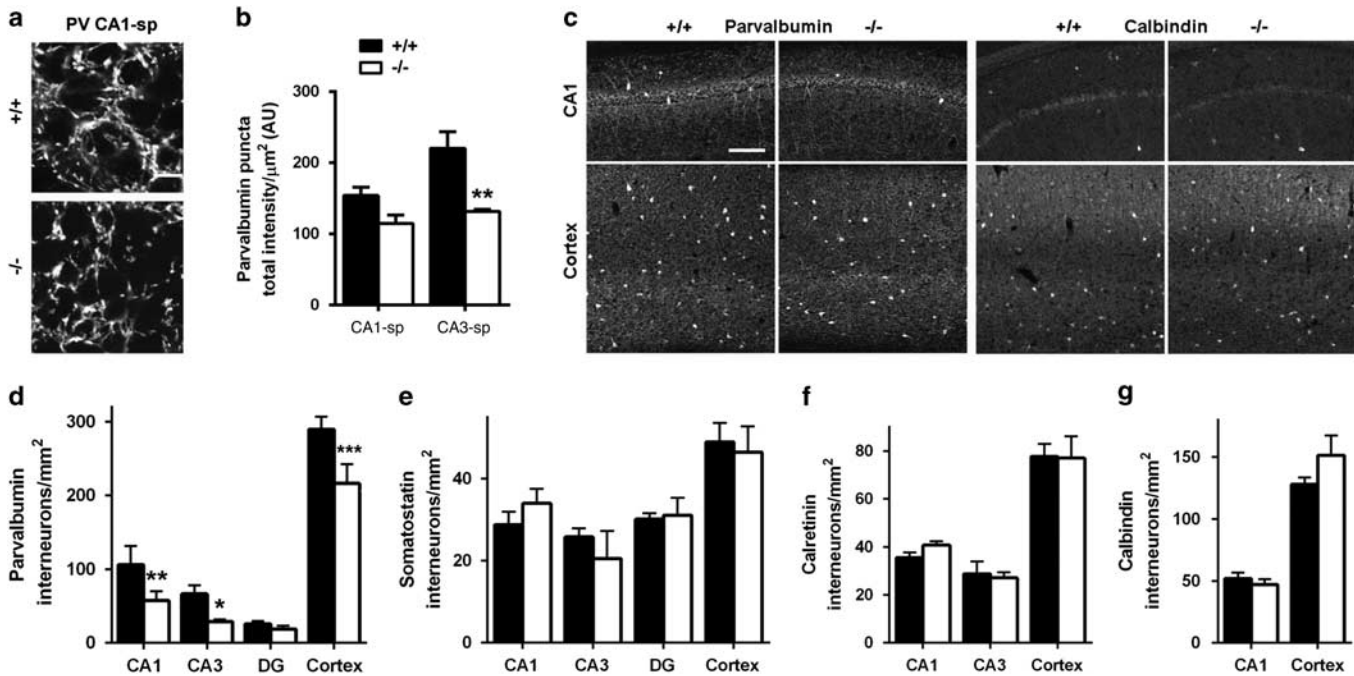 a
PV CA1-sp
+/+
-/-
b
+/+
-/-
Parvalbumin puncta
total intensity/μm² (AU)
300
200
100
0
CA1-sp
CA3-sp
c
+/+ Parvalbumin -/-
+/+ Calbindin -/-
CA1
Cortex
d
Parvalbumin
interneurons/mm²
300
200
100
0
**
*
***
**
CA1
CA3
DG
Cortex
e
Somatostatin
interneurons/mm²
40
20
0
CA1
CA3
DG
Cortex
f
Calretinin
interneurons/mm²
80
60
40
20
0
CA1
CA3
Cortex
g
Calbindin
interneurons/mm²
150
100
50
0
CA1
Cortex